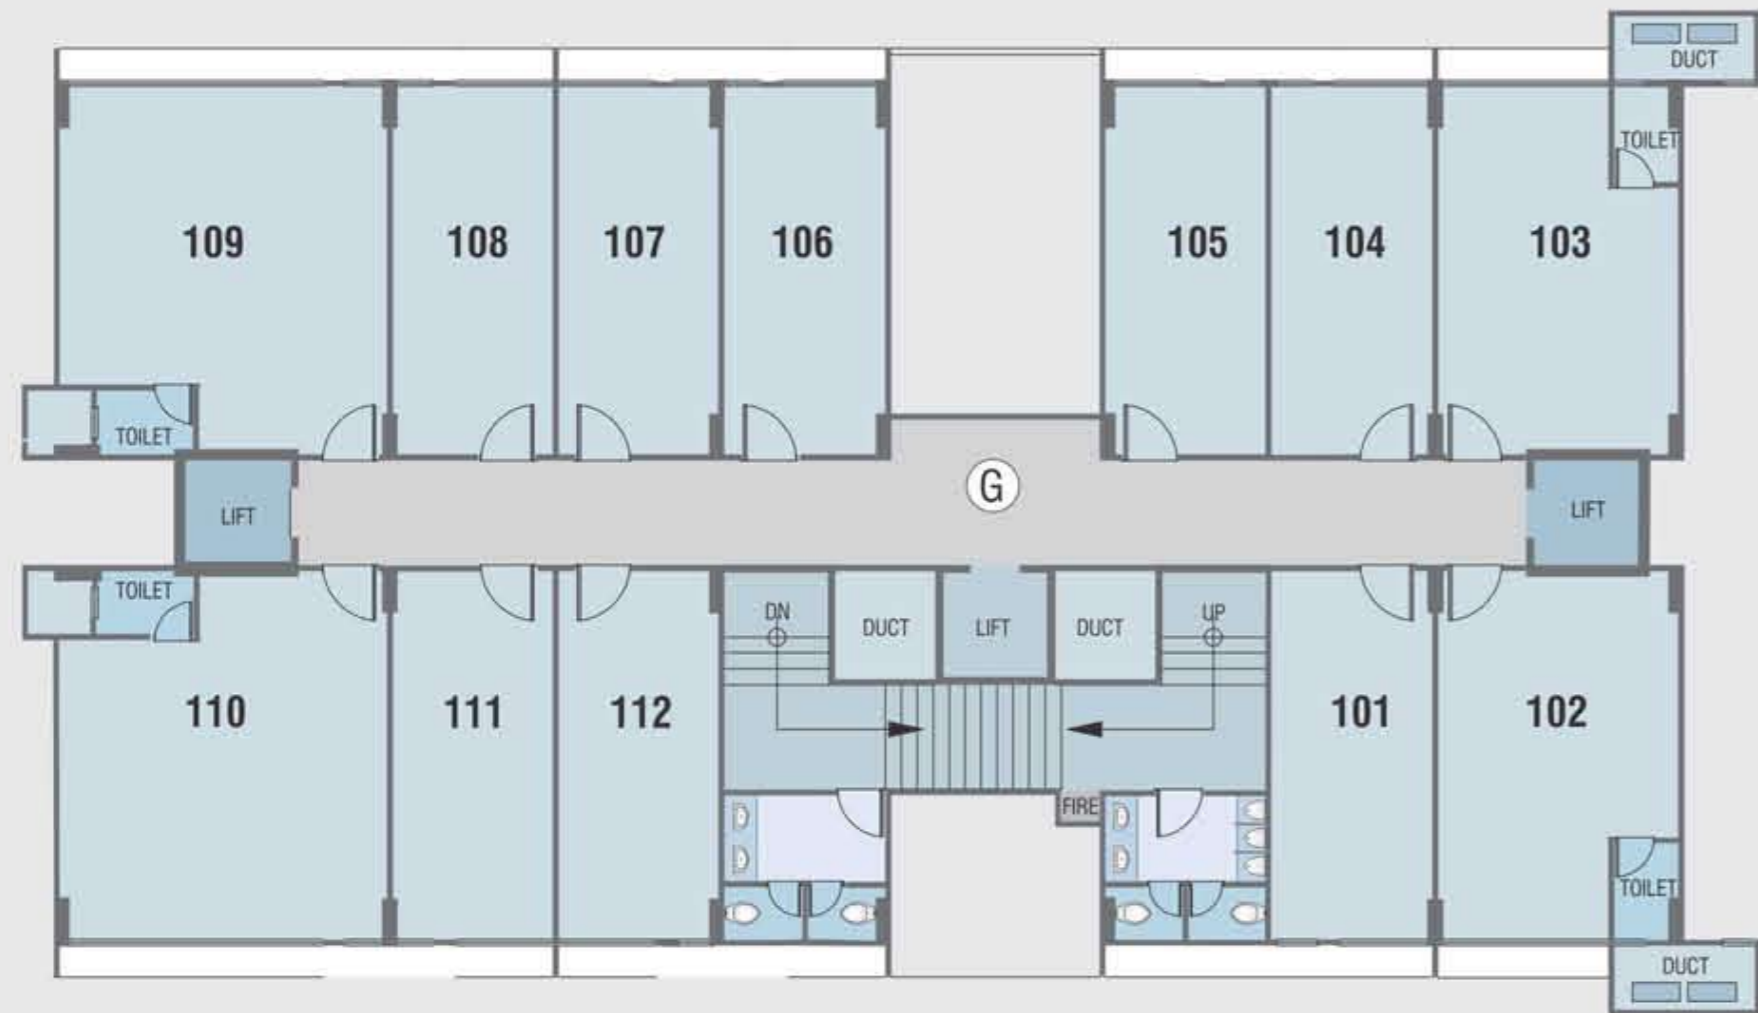 DUCT
TOILET
109
108
107
106
105
104
103
TOILET
LIFT
G
LIFT
TOILET
DN
DUCT
LIFT
DUCT
UP
110
111
112
101
102
FIRE
TOILET
DUCT